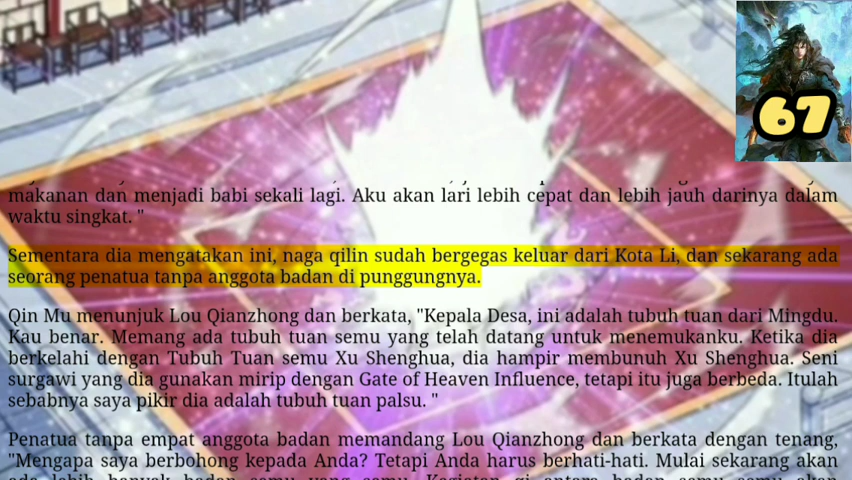 67
makanan dan menjadi babi sekali lagi. Aku akan lari lebih cepat dan lebih jauh darinya dalam
waktu singkat. "
Sementara dia mengatakan ini, naga qilin sudah bergegas keluar dari Kota Li, dan sekarang ada
seorang penatua tanpa anggota badan di punggungnya.
Qin Mu menunjuk Lou Qianzhong dan berkata, "Kepala Desa, ini adalah tubuh tuan dari Mingdu.
Kau benar. Memang ada tubuh tuan semu yang telah datang untuk menemukanku. Ketika dia
berkelahi dengan Tubuh Tuan semu Xu Shenghua, dia hampir membunuh Xu Shenghua. Seni
surgawi yang dia gunakan mirip dengan Gate of Heaven Influence, tetapi itu juga berbeda. Itulah
sebabnya saya pikir dia adalah tubuh tuan palsu. "
Penatua tanpa empat anggota badan memandang Lou Qianzhong dan berkata dengan tenang,
"Mengapa saya berbohong kepada Anda? Tetapi Anda harus berhati-hati. Mulai sekarang akan